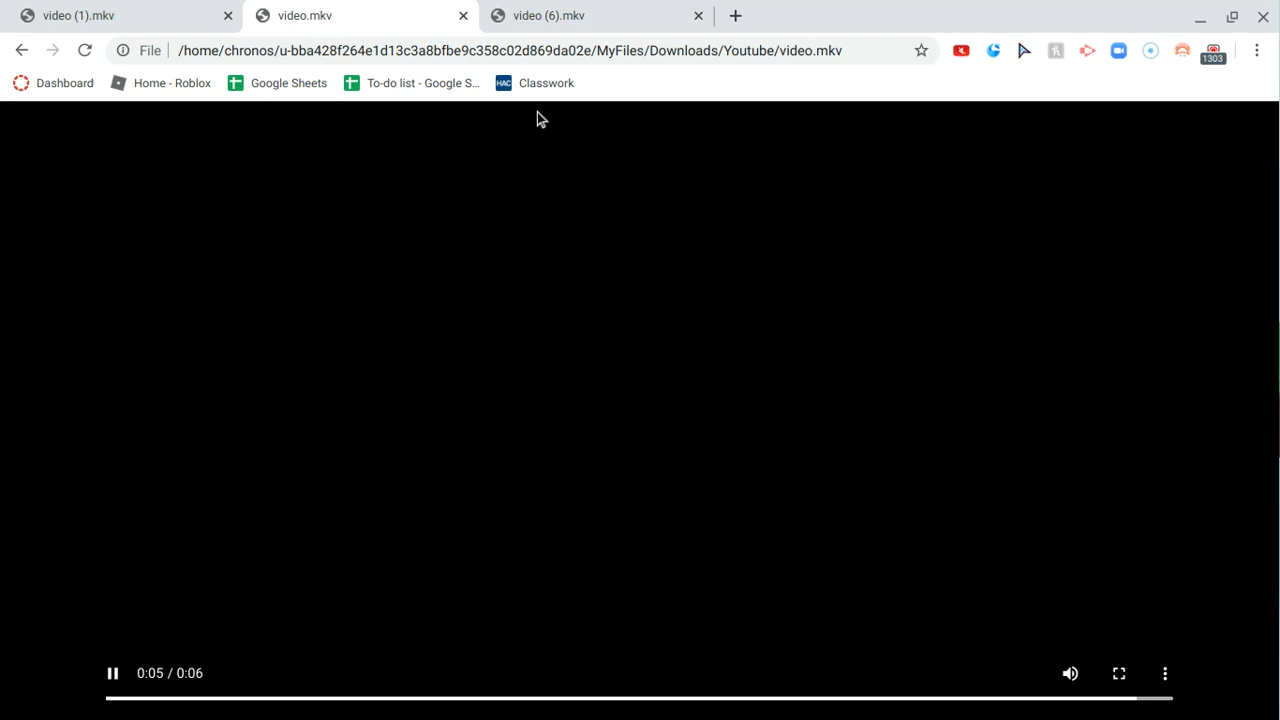 video (1).mkv
video.mkv
video (6).mkv
File
/home/chronos/u-bba428f264e1d13c3a8bfbe9c358c02d869da02e/MyFiles/Downloads/Youtube/video.mkv
1303
Dashboard
Home - Roblox
Google Sheets
To-do list - Google S...
HAC
Classwork
0:05 / 0:06